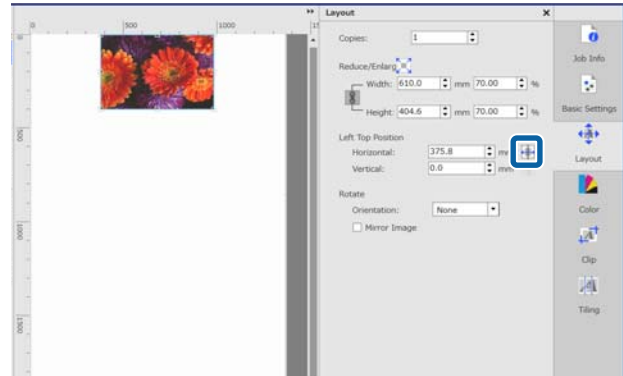 Layout
0 500 1000
500
1000
1500
Copies: 1
Reduce/Enlarg
Width: 610.0 mm 70.00 %
Height: 404.6 mm 70.00 %
Left Top Position
Horizontal: 375.8 m
Vertical: 0.0 mm
Rotate
Orientation: None
Mirror Image
Job Info
Basic Settings
Layout
Color
Clip
Tiling